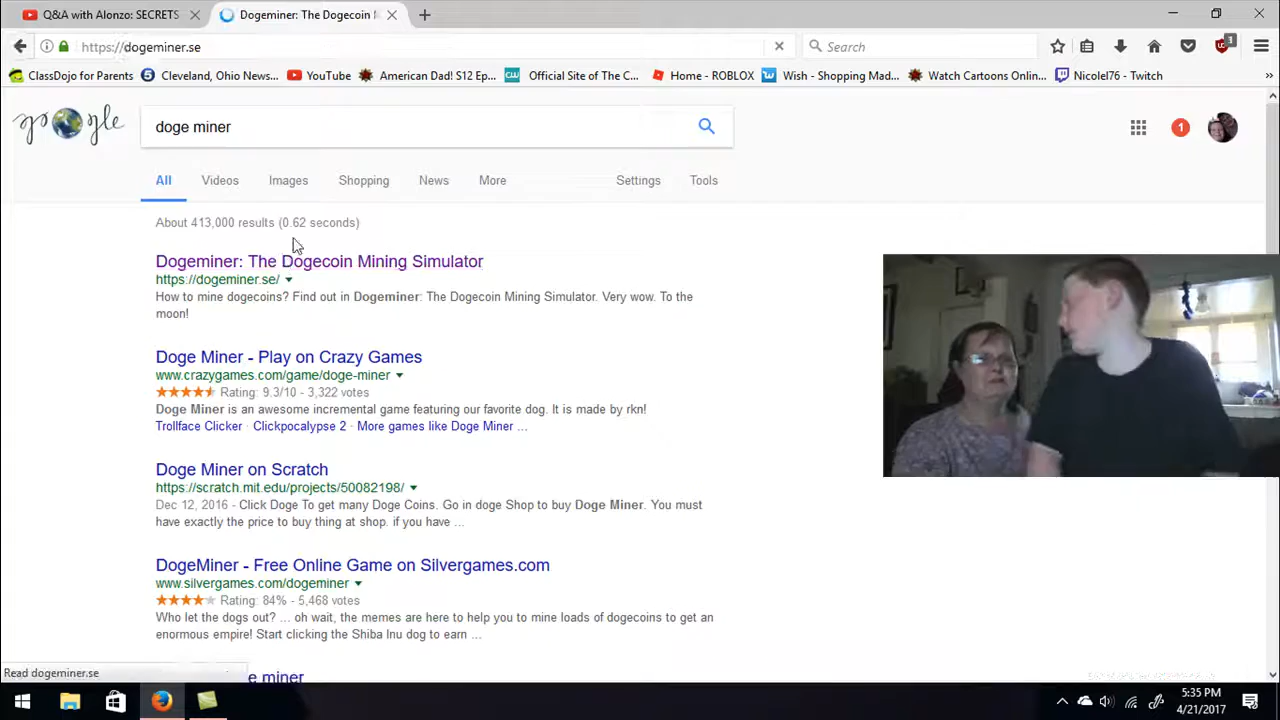 Q&A with Alonzo: SECRETS
Dogeminer: The Dogecoin
https://dogeminer.se
Search
1
ClassDojo for Parents
Cleveland, Ohio News...
YouTube
American Dad! S12 Ep...
Official Site of The C...
Home - ROBLOX
Wish - Shopping Mad...
Watch Cartoons Online...
Nicolel76 - Twitch
google
doge miner
1
All
Videos
Images
Shopping
News
More
Settings
Tools
About 413,000 results (0.62 seconds)
Dogeminer: The Dogecoin Mining Simulator
https://dogeminer.se/
How to mine dogecoins? Find out in Dogeminer: The Dogecoin Mining Simulator. Very wow. To the
moon!
Doge Miner - Play on Crazy Games
www.crazygames.com/game/doge-miner
Rating: 9.3/10 - 3,322 votes
Doge Miner is an awesome incremental game featuring our favorite dog. It is made by rkn!
Trollface Clicker · Clickpocalypse 2 · More games like Doge Miner ...
Doge Miner on Scratch
https://scratch.mit.edu/projects/50082198/
Dec 12, 2016 - Click Doge To get many Doge Coins. Go in doge Shop to buy Doge Miner. You must
have exactly the price to buy thing at shop. if you have ...
DogeMiner - Free Online Game on Silvergames.com
www.silvergames.com/dogeminer
Rating: 84% - 5,468 votes
Who let the dogs out? ... oh wait, the memes are here to help you to mine loads of dogecoins to get an
enormous empire! Start clicking the Shiba Inu dog to earn ...
Read dogeminer.se
e miner
5:35 PM
4/21/2017